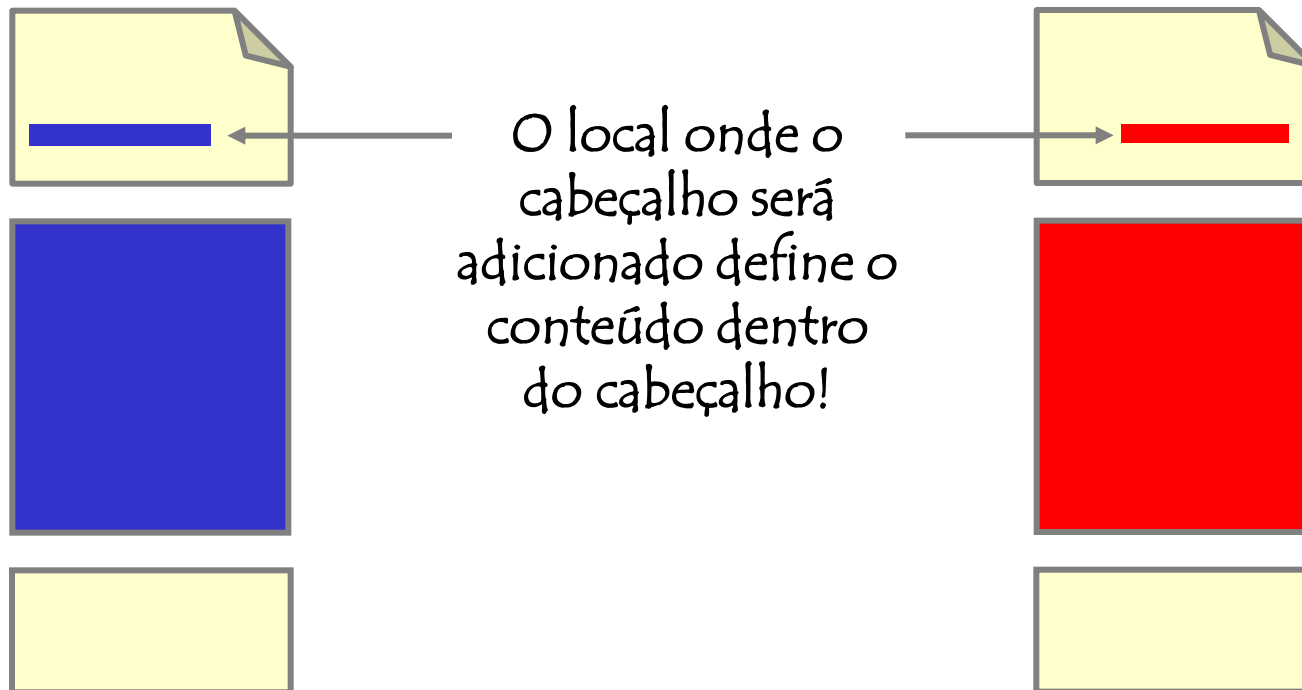 O local onde o
cabeçalho será
adicionado define o
conteúdo dentro
do cabeçalho!